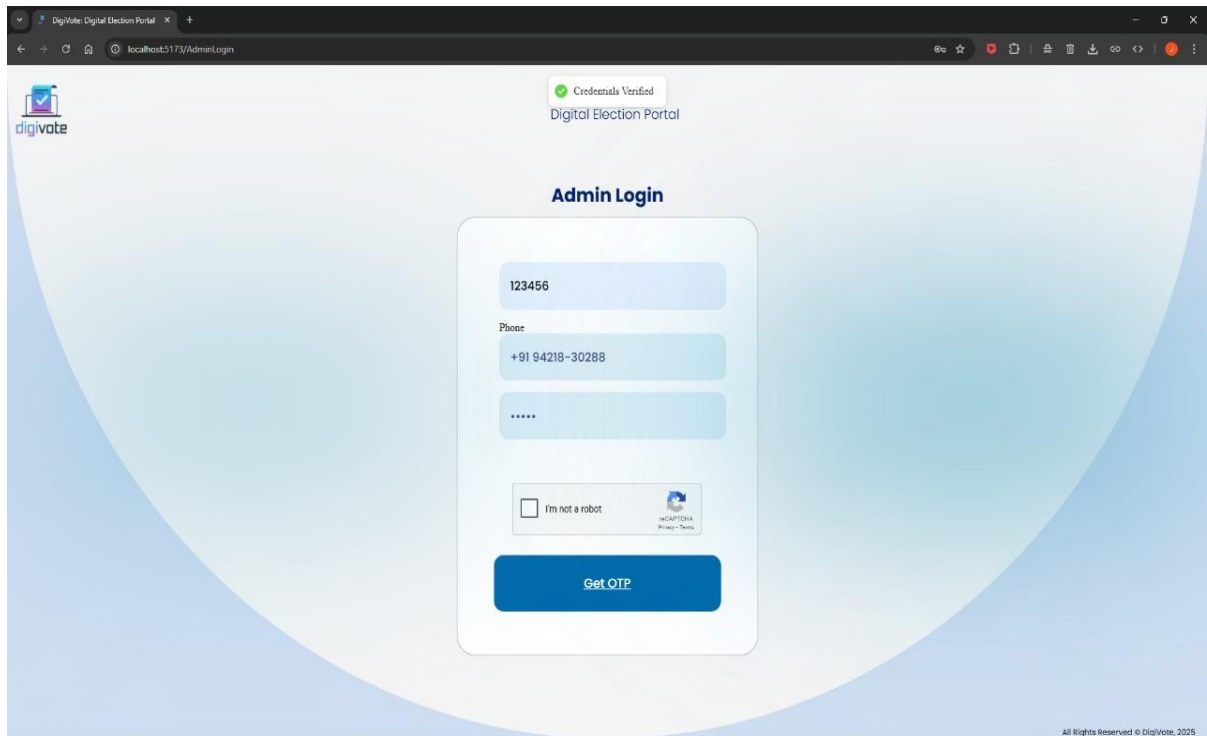 DigiVote: Digital Election Portal
localhost:5173/AdminLogin
digivote
Credentials Verified
Digital Election Portal
Admin Login
123456
Phone
+91 94218-30288
•••••
I'm not a robot
reCAPTCHA
Privacy - Terms
Get OTP
All Rights Reserved © DigiVote, 2025